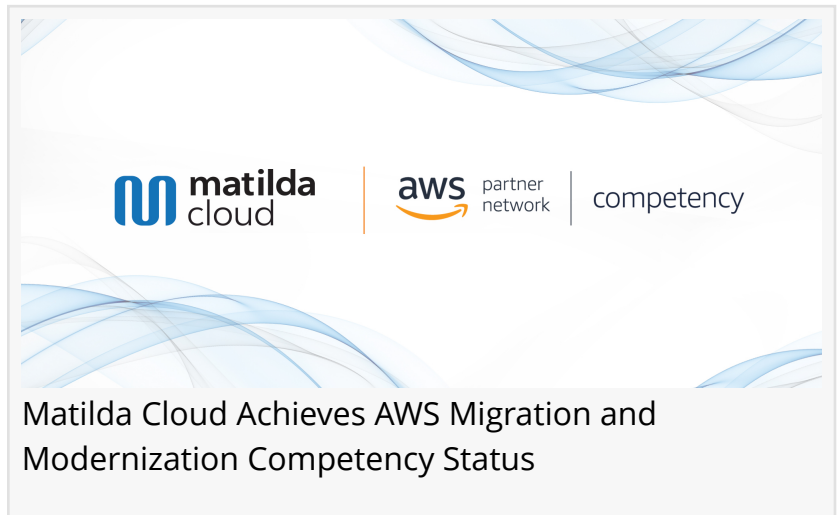 matilda
cloud
aws
partner
network
competency
Matilda Cloud Achieves AWS Migration and
Modernization Competency Status